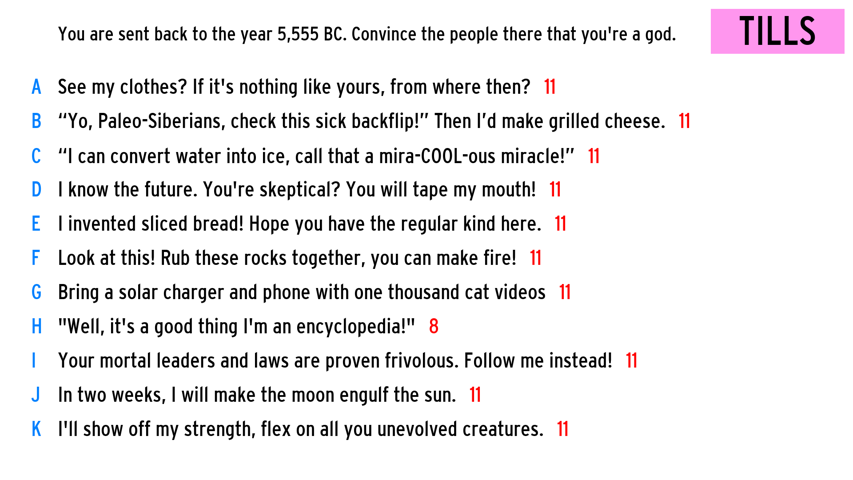 You are sent back to the year 5,555 BC. Convince the people there that you're a god.
TILLS
A See my clothes? If it's nothing like yours, from where then? 11
B “Yo, Paleo-Siberians, check this sick backflip!” Then I’d make grilled cheese. 11
C “I can convert water into ice, call that a mira-COOL-ous miracle!” 11
D I know the future. You're skeptical? You will tape my mouth! 11
E I invented sliced bread! Hope you have the regular kind here. 11
F Look at this! Rub these rocks together, you can make fire! 11
G Bring a solar charger and phone with one thousand cat videos 11
H "Well, it's a good thing I'm an encyclopedia!" 8
I Your mortal leaders and laws are proven frivolous. Follow me instead! 11
J In two weeks, I will make the moon engulf the sun. 11
K I'll show off my strength, flex on all you unevolved creatures. 11